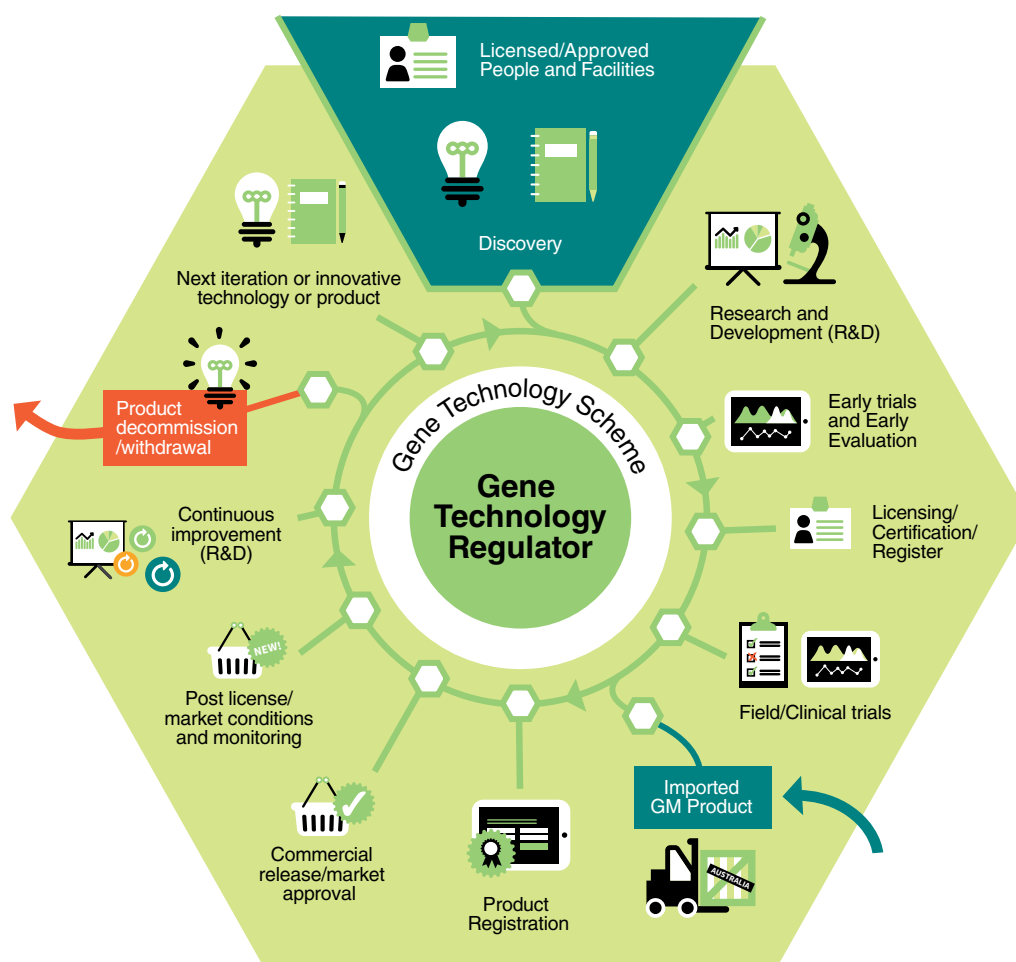 Licensed/Approved
People and Facilities
Discovery
Research and
Development (R&D)
Early trials
and Early
Evaluation
Licensing/
Certification/
Register
Field/Clinical trials
Imported
GM Product
AUSTRALIA
Product
Registration
Commercial
release/market
approval
Post license/
market conditions
and monitoring
NEW!
Continuous
improvement
(R&D)
Product
decommission
/withdrawal
Next iteration or innovative
technology or product
Gene Technology Scheme
Gene
Technology
Regulator